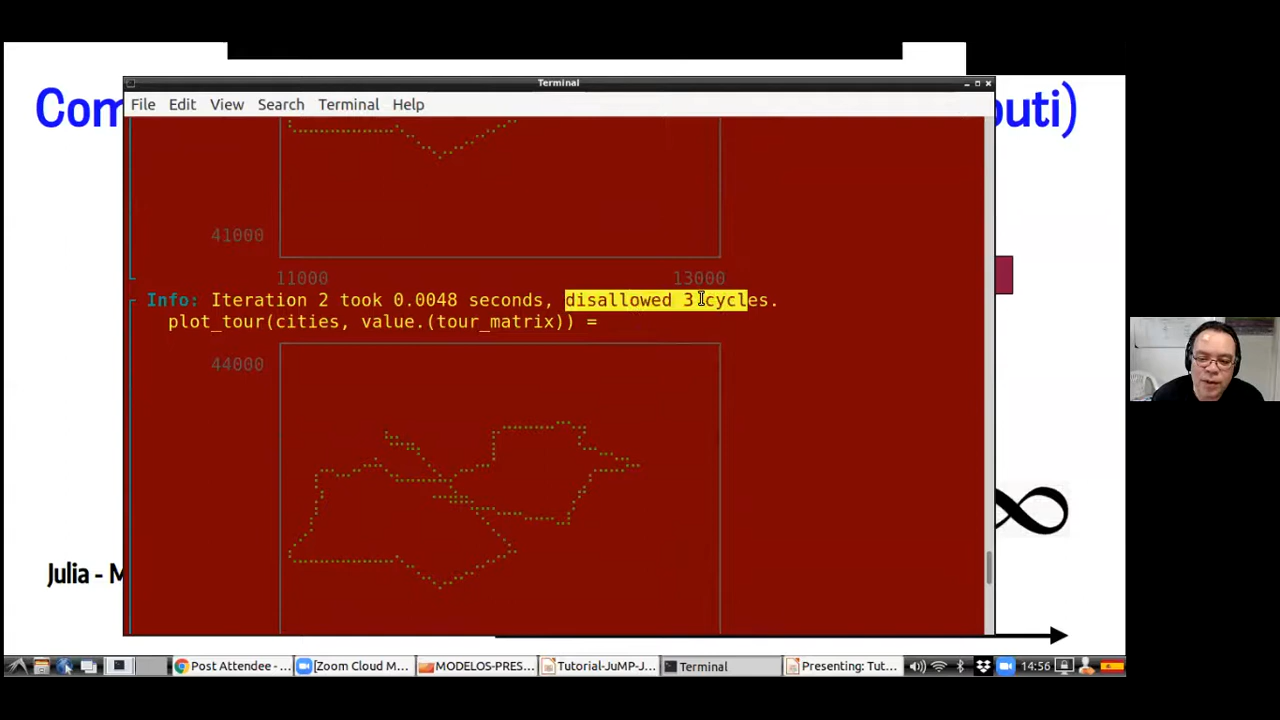 Com
outi)
Terminal
File Edit View Search Terminal Help
41000
11000 13000
Info: Iteration 2 took 0.0048 seconds, disallowed 3 cycles.
plot_tour(cities, value.(tour_matrix)) =
44000
Julia - M
Post Attendee - ...
[Zoom Cloud M...
MODELOS-PRES...
Tutorial-JuMP-J...
Terminal
Presenting: Tut...
14:56